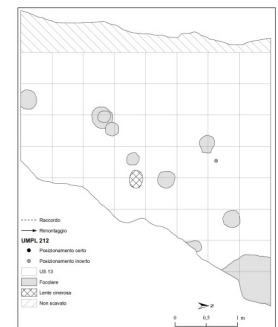 Raccordo
Rimontaggio
UMPL 212
Posizionamento certo
Posizionamento incerto
US 13
Focolare
Lente cinerosa
Non scavato
N
0 0,5 1 m